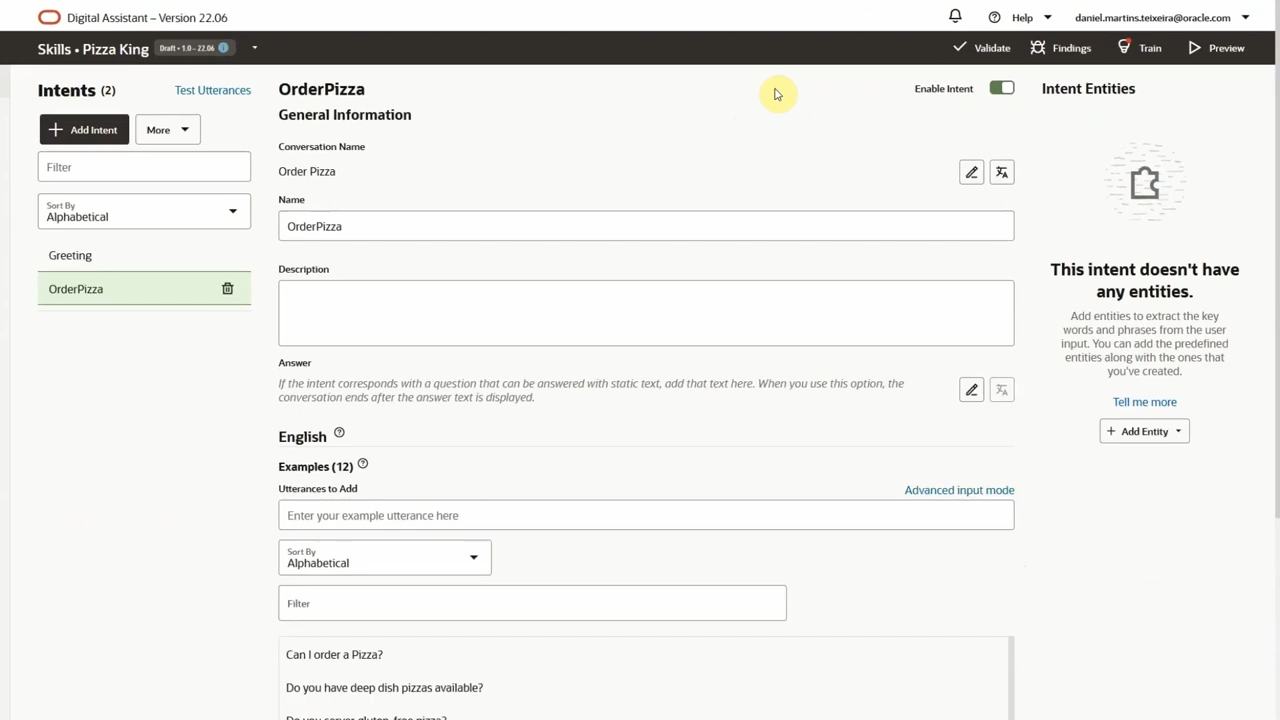 Digital Assistant – Version 22.06
Help
daniel.martins.teixeira@oracle.com
Skills • Pizza King
Draft • 1.0 – 22.06
Validate
Findings
Train
Preview
Intents (2)
Test Utterances
Add Intent
More
Filter
Sort By
Alphabetical
Greeting
OrderPizza
OrderPizza
Enable Intent
General Information
Conversation Name
Order Pizza
Name
OrderPizza
Description
Answer
If the intent corresponds with a question that can be answered with static text, add that text here. When you use this option, the
conversation ends after the answer text is displayed.
English
Examples (12)
Utterances to Add
Advanced input mode
Enter your example utterance here
Sort By
Alphabetical
Filter
Can I order a Pizza?
Do you have deep dish pizzas available?
Do you server gluten-free pizza?
Intent Entities
This intent doesn't have
any entities.
Add entities to extract the key
words and phrases from the user
input. You can add the predefined
entities along with the ones that
you've created.
Tell me more
+ Add Entity